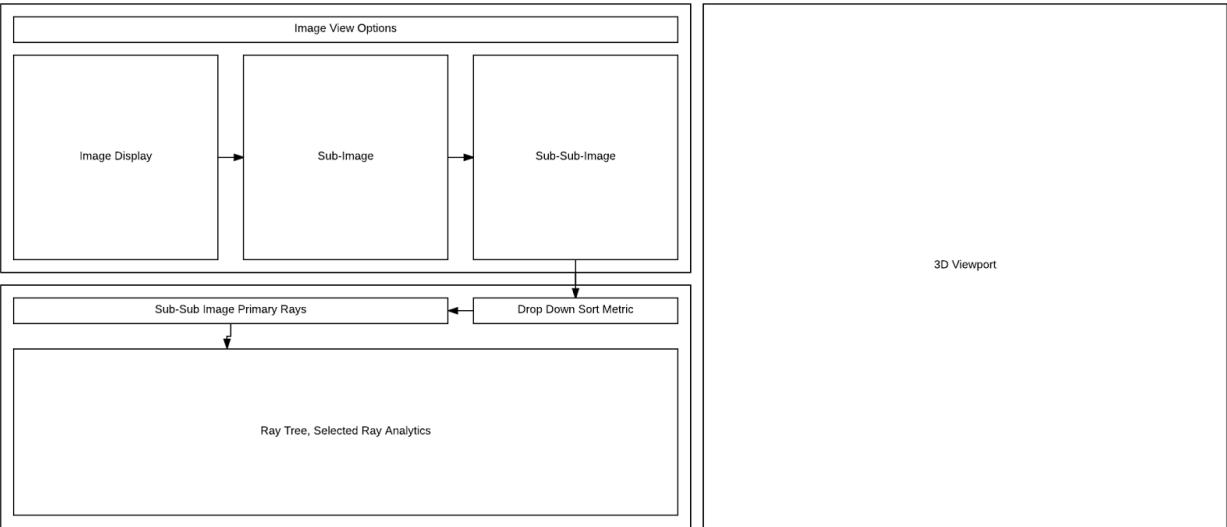 Image View Options
Image Display
Sub-Image
Sub-Sub-Image
3D Viewport
Sub-Sub Image Primary Rays
Drop Down Sort Metric
Ray Tree, Selected Ray Analytics